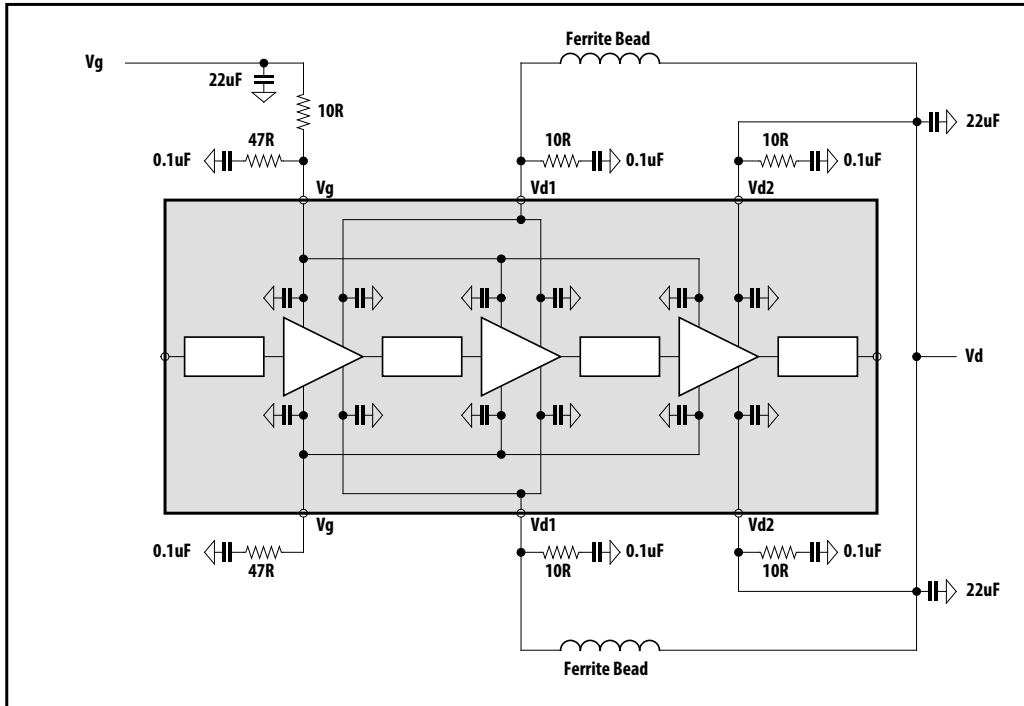 Ferrite Bead
Vg
22uF
10R
22uF
47R
10R
10R
0.1uF
0.1uF
0.1uF
Vg
Vd1
Vd2
Vd
Vg
Vd1
Vd2
0.1uF
0.1uF
0.1uF
47R
10R
10R
22uF
Ferrite Bead